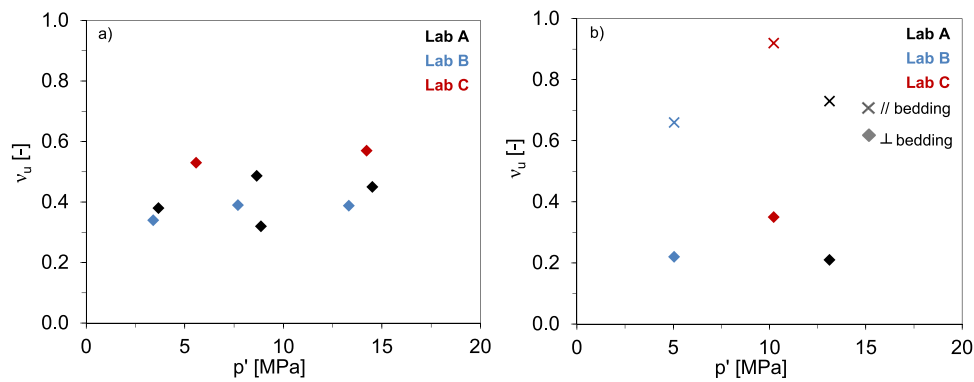 a)
Lab A
Lab B
Lab C
1.0
0.8
0.6
0.4
0.2
0.0
νu [-]
0 5 10 15 20
p' [MPa]
b)
Lab A
Lab B
Lab C
// bedding
⊥ bedding
1.0
0.8
0.6
0.4
0.2
0.0
νu [-]
0 5 10 15 20
p' [MPa]